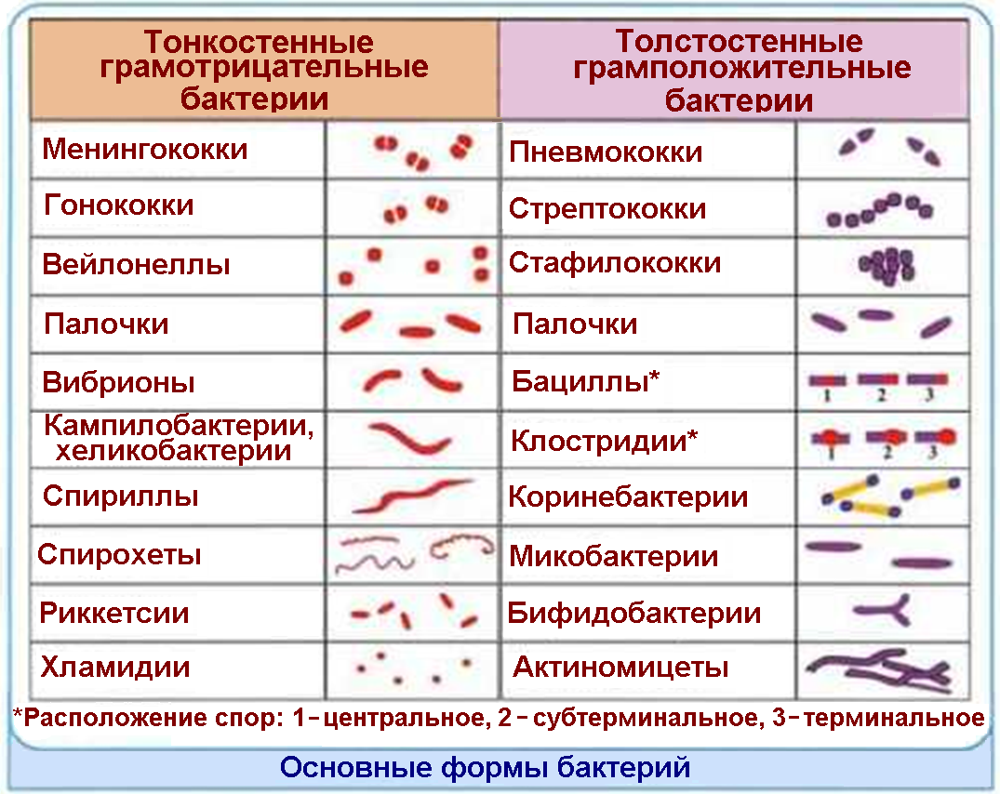 Тонкостенные
грамотрицательные
бактерии
Толстостенные
грамположительные
бактерии
Менингококки
Пневмококки
Гонококки
Стрептококки
Вейлонеллы
Стафилококки
Палочки
Палочки
Вибрионы
Бациллы*
1 2 3
Кампилобактерии,
хеликобактерии
Клостридии*
1 2 3
Спириллы
Коринебактерии
Спирохеты
Микобактерии
Риккетсии
Бифидобактерии
Хламидии
Актиномицеты
*Расположение спор: 1–центральное, 2 – субтерминальное, 3–терминальное
Основные формы бактерий